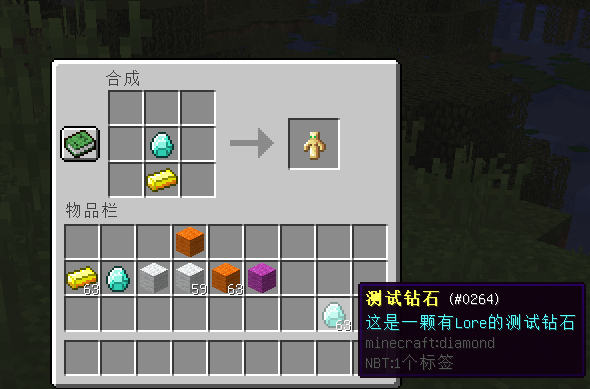 合成
物品栏
63
59
63
63
测试钻石 (#0264)
这是一颗有Lore的测试钻石
minecraft:diamond
NBT:1个标签